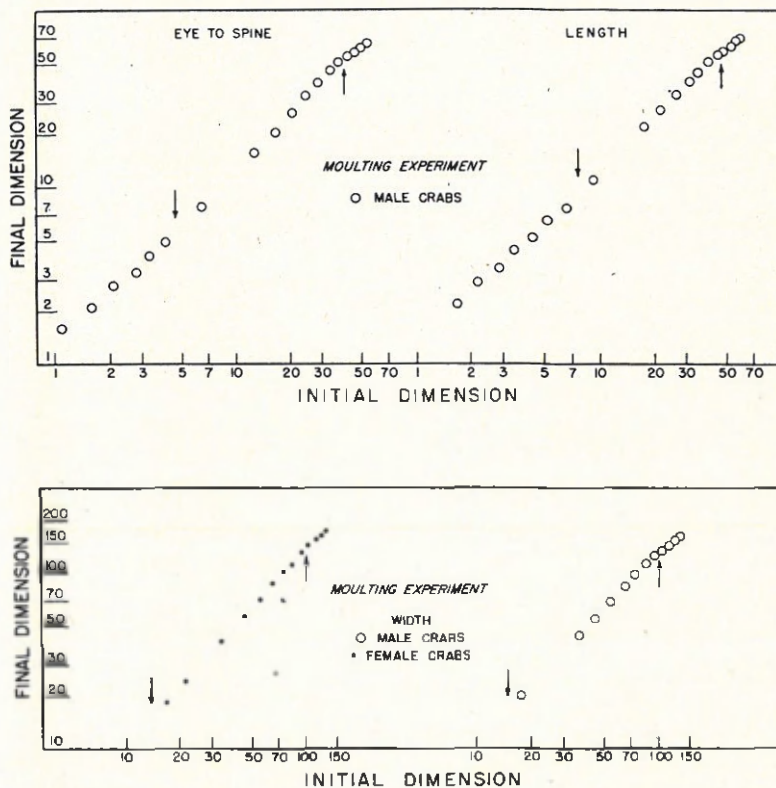 EYE TO SPINE
LENGTH
70
50
30
20
10
7
5
3
2
1
FINAL DIMENSION
MOULTING EXPERIMENT
MALE CRABS
1 2 3 5 7 10 20 30 50 70 1 2 3 5 7 10 20 30 50 70
INITIAL DIMENSION
200
150
100
70
50
30
20
10
FINAL DIMENSION
MOULTING EXPERIMENT
WIDTH
MALE CRABS
FEMALE CRABS
10 20 30 50 70 100 150 10 20 30 50 70 100 150
INITIAL DIMENSION